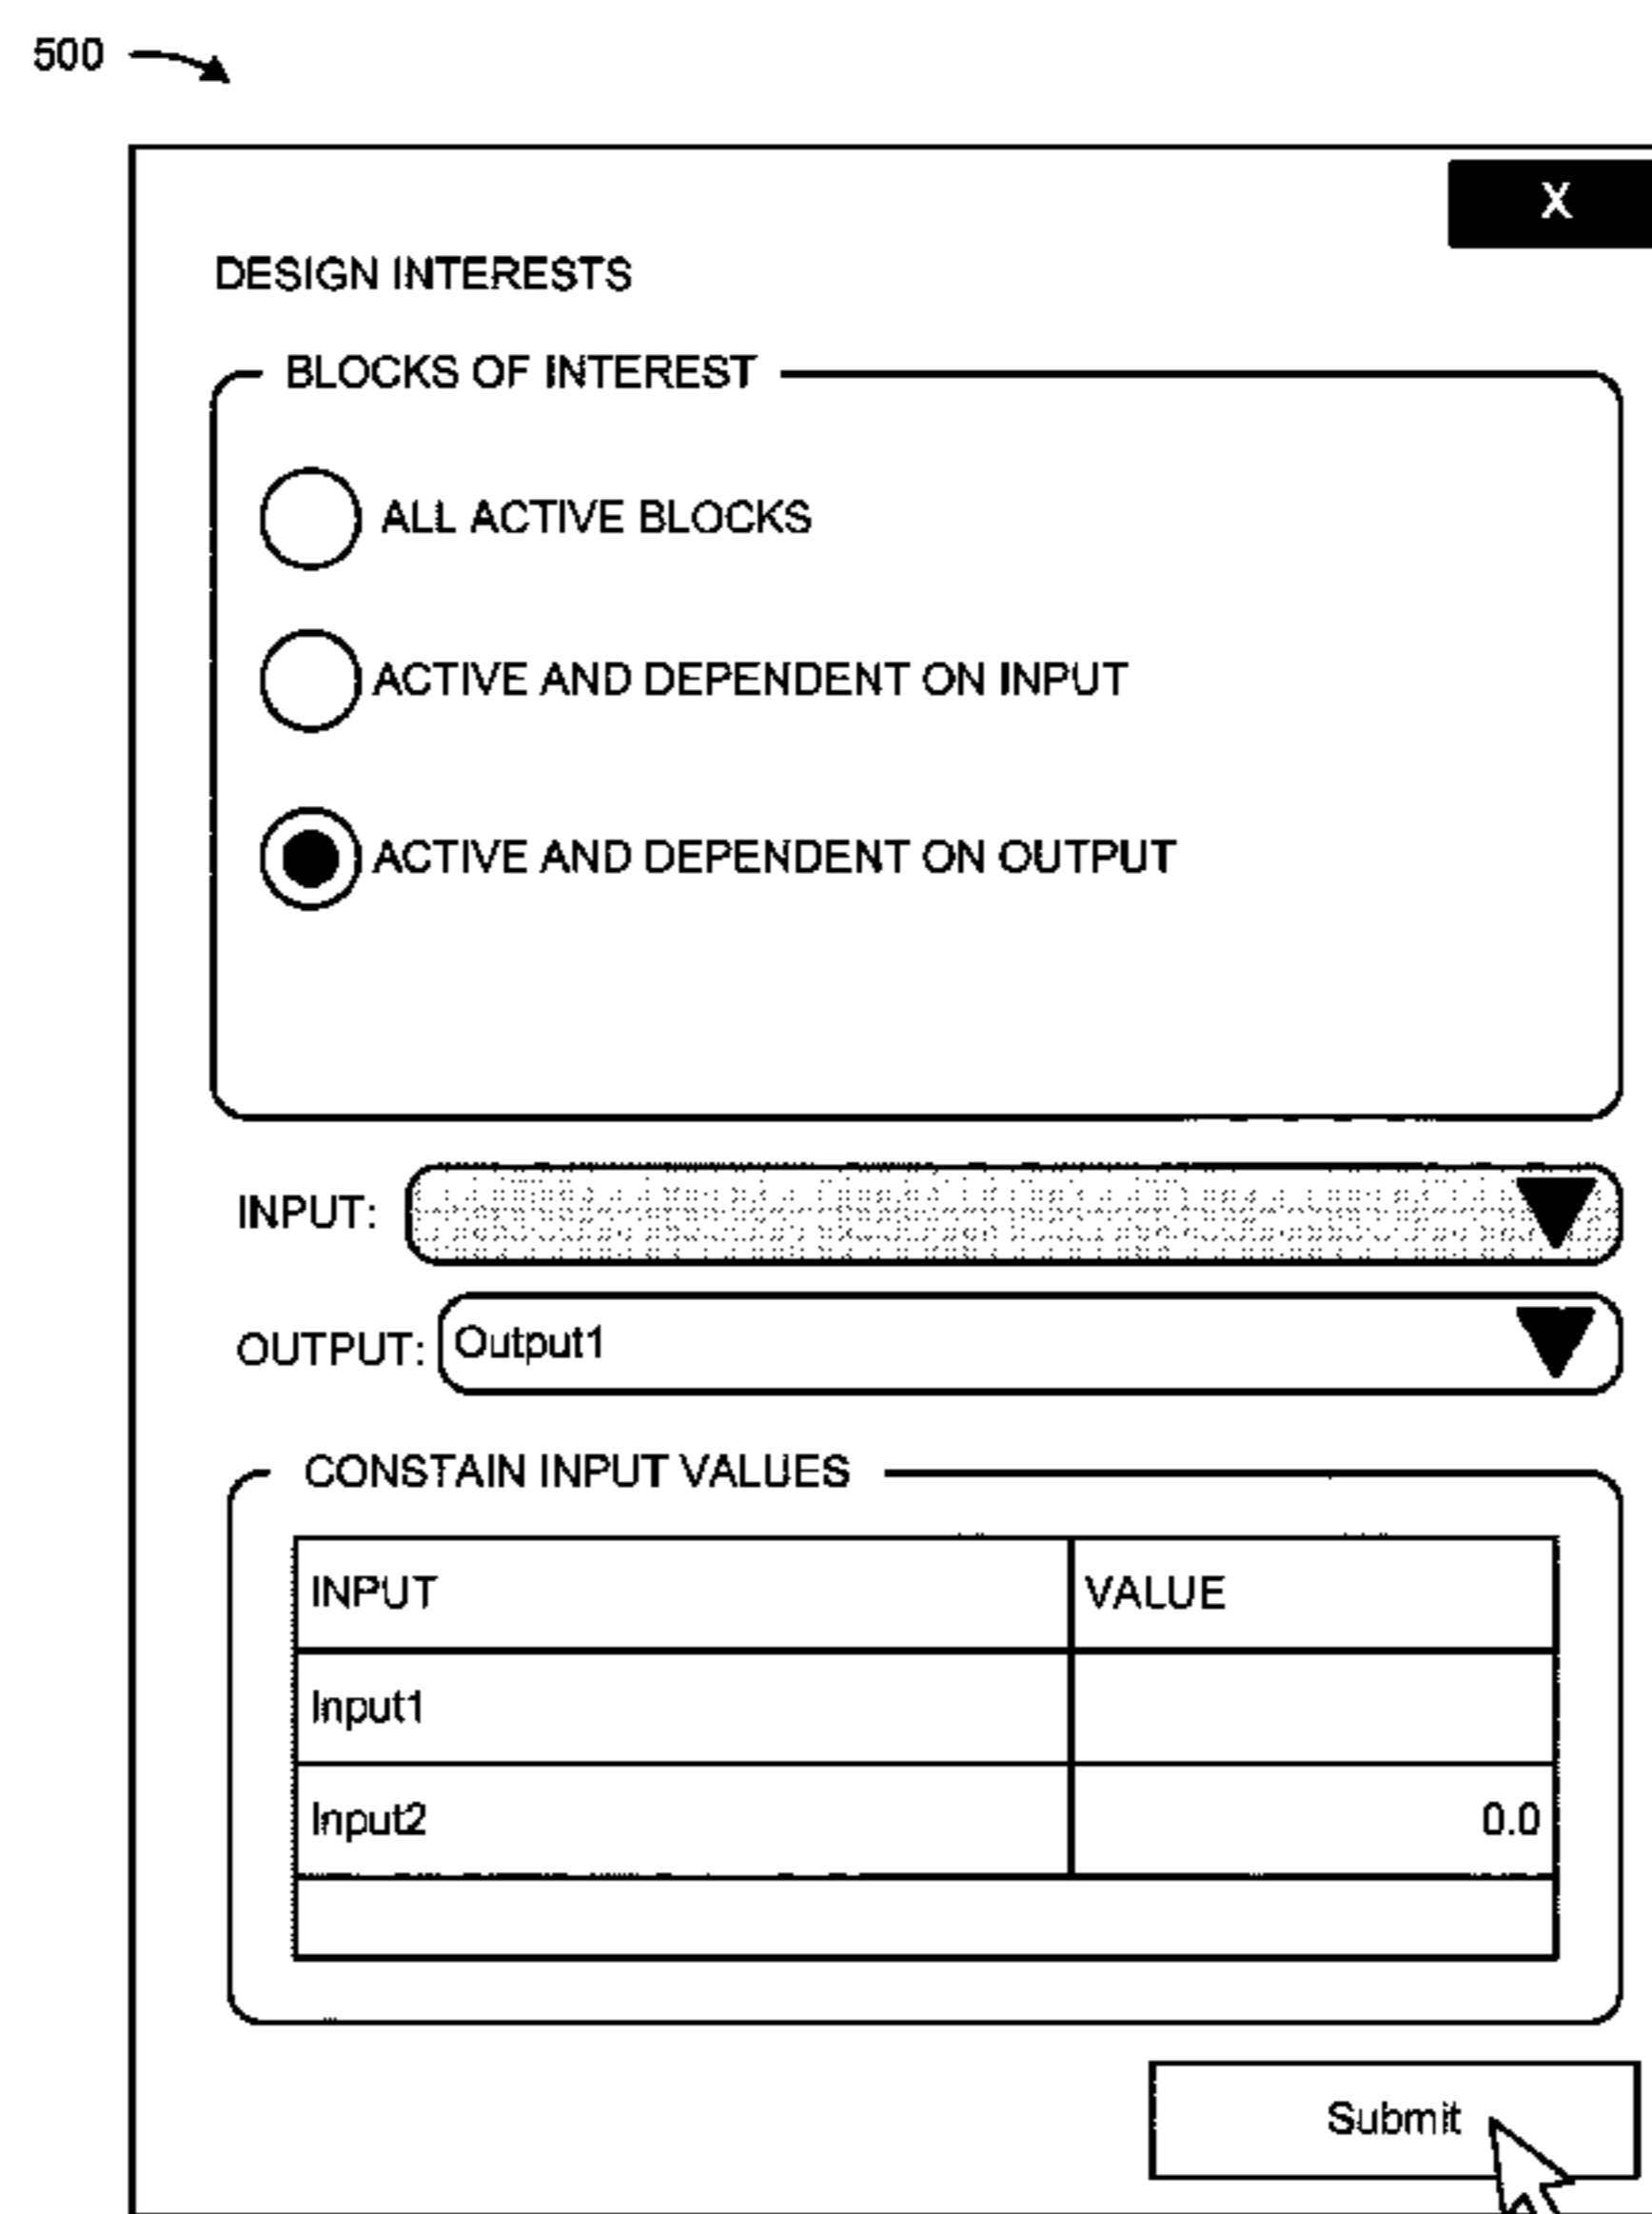 500
X
DESIGN INTERESTS
BLOCKS OF INTEREST
ALL ACTIVE BLOCKS
ACTIVE AND DEPENDENT ON INPUT
ACTIVE AND DEPENDENT ON OUTPUT
INPUT:
OUTPUT: Output1
CONSTAIN INPUT VALUES
INPUT VALUE
Input1
Input2 0.0
Submit